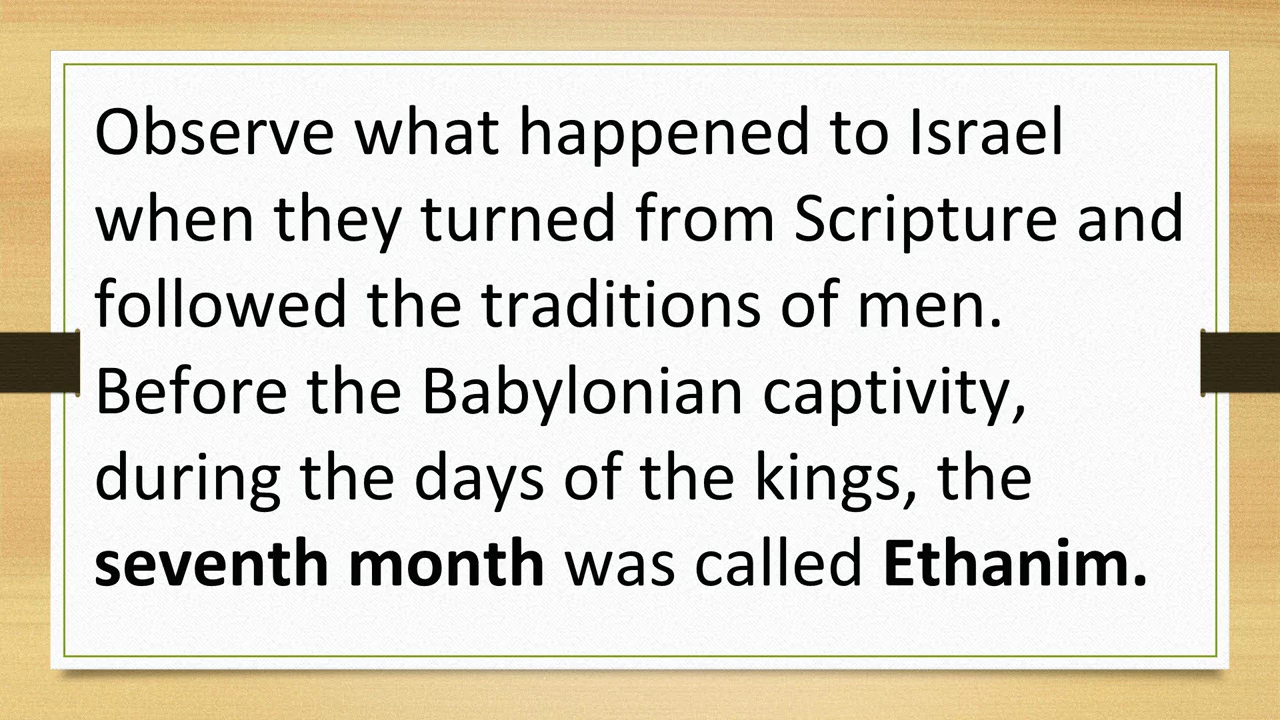 Observe what happened to Israel
when they turned from Scripture and
followed the traditions of men.
Before the Babylonian captivity,
during the days of the kings, the
seventh month was called Ethanim.